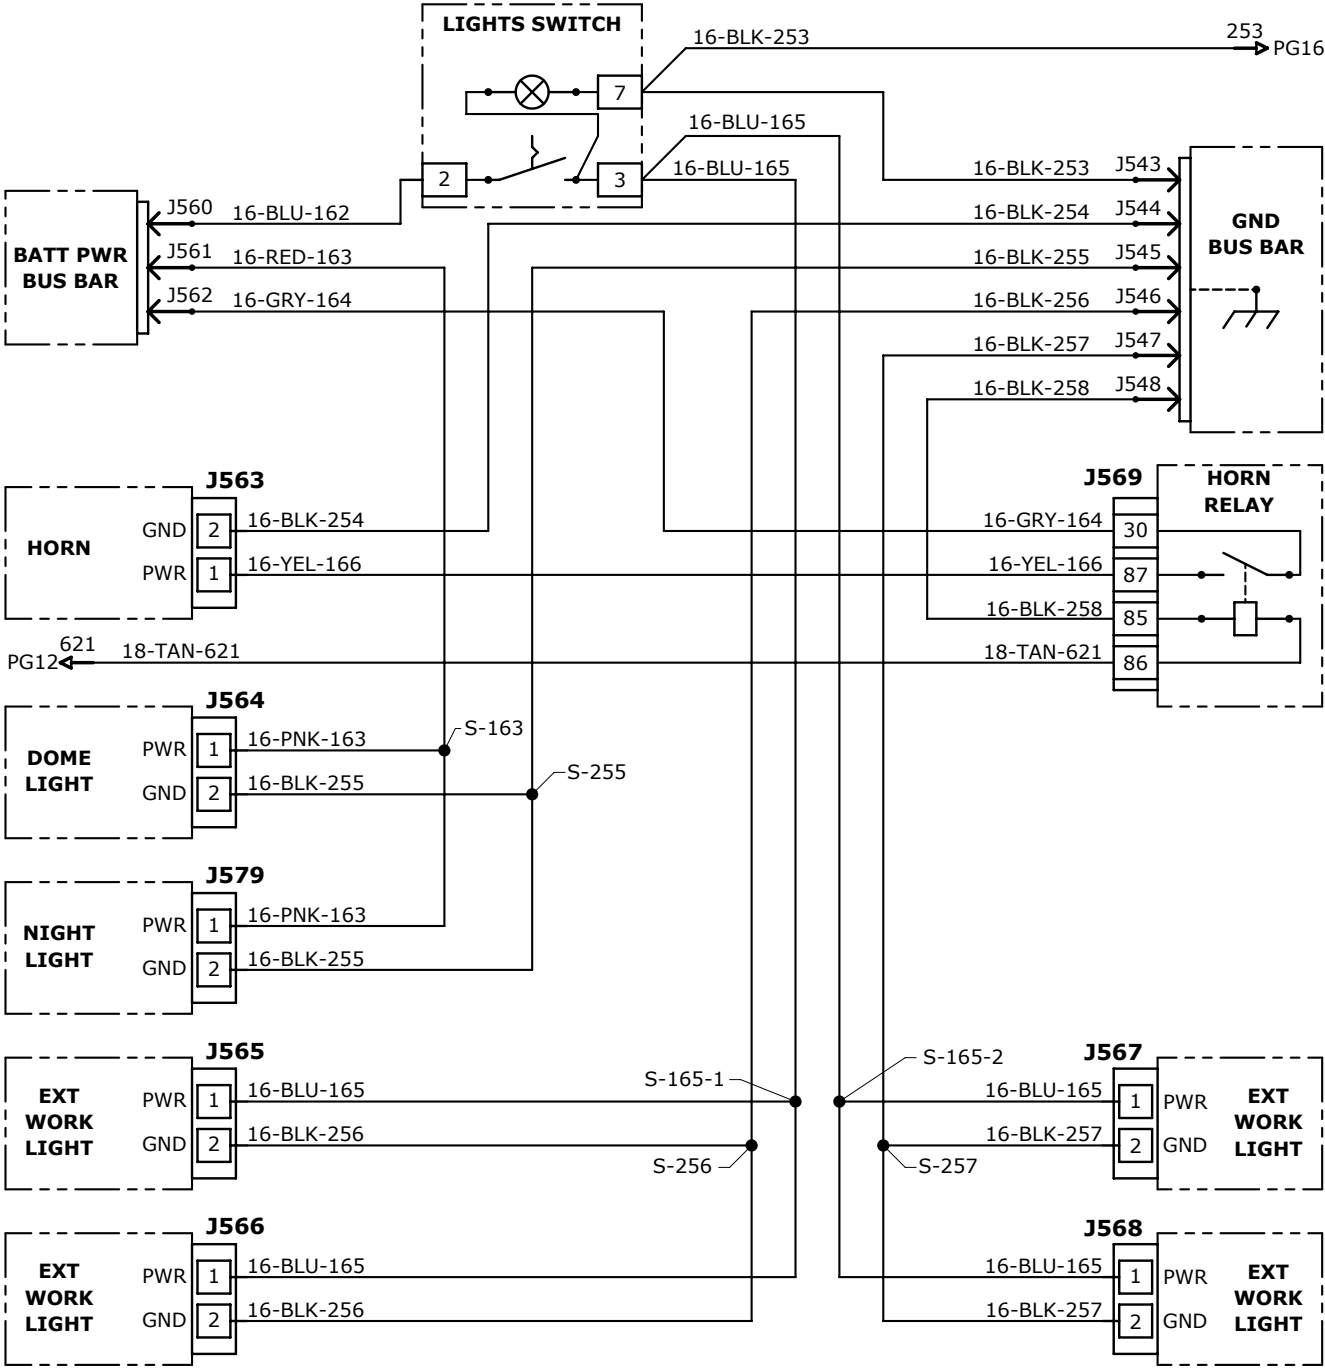 LIGHTS SWITCH
16-BLK-253
253
PG16
7
16-BLU-165
16-BLU-165
2
3
16-BLK-253 J543
16-BLK-254 J544
16-BLK-255 J545
16-BLK-256 J546
16-BLK-257 J547
16-BLK-258 J548
GND
BUS BAR
BATT PWR
BUS BAR
J560 16-BLU-162
J561 16-RED-163
J562 16-GRY-164
J563
HORN
GND 2 16-BLK-254
PWR 1 16-YEL-166
J569
HORN
RELAY
16-GRY-164 30
16-YEL-166 87
16-BLK-258 85
18-TAN-621 86
PG12 621 18-TAN-621
J564
DOME
LIGHT
PWR 1 16-PNK-163
GND 2 16-BLK-255
S-163
S-255
J579
NIGHT
LIGHT
PWR 1 16-PNK-163
GND 2 16-BLK-255
J565
EXT
WORK
LIGHT
PWR 1 16-BLU-165
GND 2 16-BLK-256
S-165-1
S-256
S-165-2
S-257
J567
16-BLU-165 1 PWR
16-BLK-257 2 GND
EXT
WORK
LIGHT
J566
EXT
WORK
LIGHT
PWR 1 16-BLU-165
GND 2 16-BLK-256
J568
16-BLU-165 1 PWR
16-BLK-257 2 GND
EXT
WORK
LIGHT